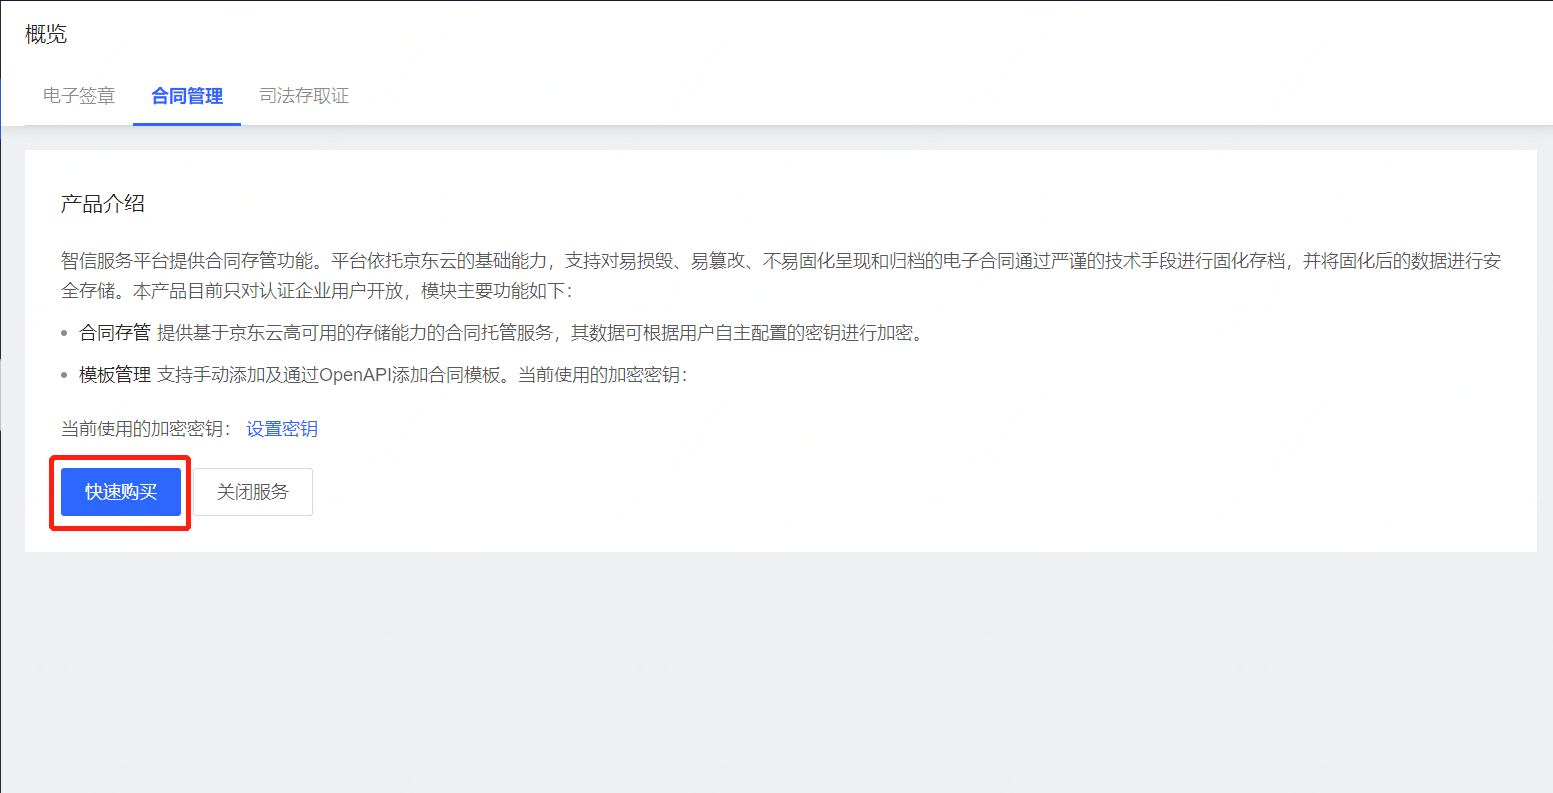 概览
电子签章 合同管理 司法存取证
产品介绍
智信服务平台提供合同存管功能。平台依托京东云的基础能力，支持对易损毁、易篡改、不易固化呈现和归档的电子合同通过严谨的技术手段进行固化存档，并将固化后的数据进行安
全存储。本产品目前只对认证企业用户开放，模块主要功能如下：
• 合同存管 提供基于京东云高可用的存储能力的合同托管服务，其数据可根据用户自主配置的密钥进行加密。
• 模板管理 支持手动添加及通过OpenAPI添加合同模板。当前使用的加密密钥：
当前使用的加密密钥： 设置密钥
快速购买 关闭服务